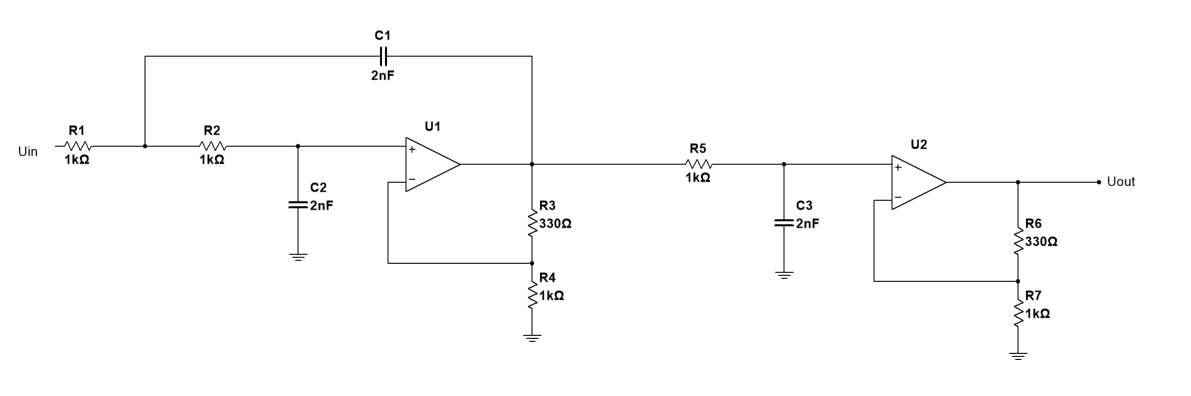 C1
2nF
Uin
R1
1kΩ
R2
1kΩ
C2
2nF
U1
+
−
R3
330Ω
R4
1kΩ
R5
1kΩ
C3
2nF
U2
+
−
Uout
R6
330Ω
R7
1kΩ